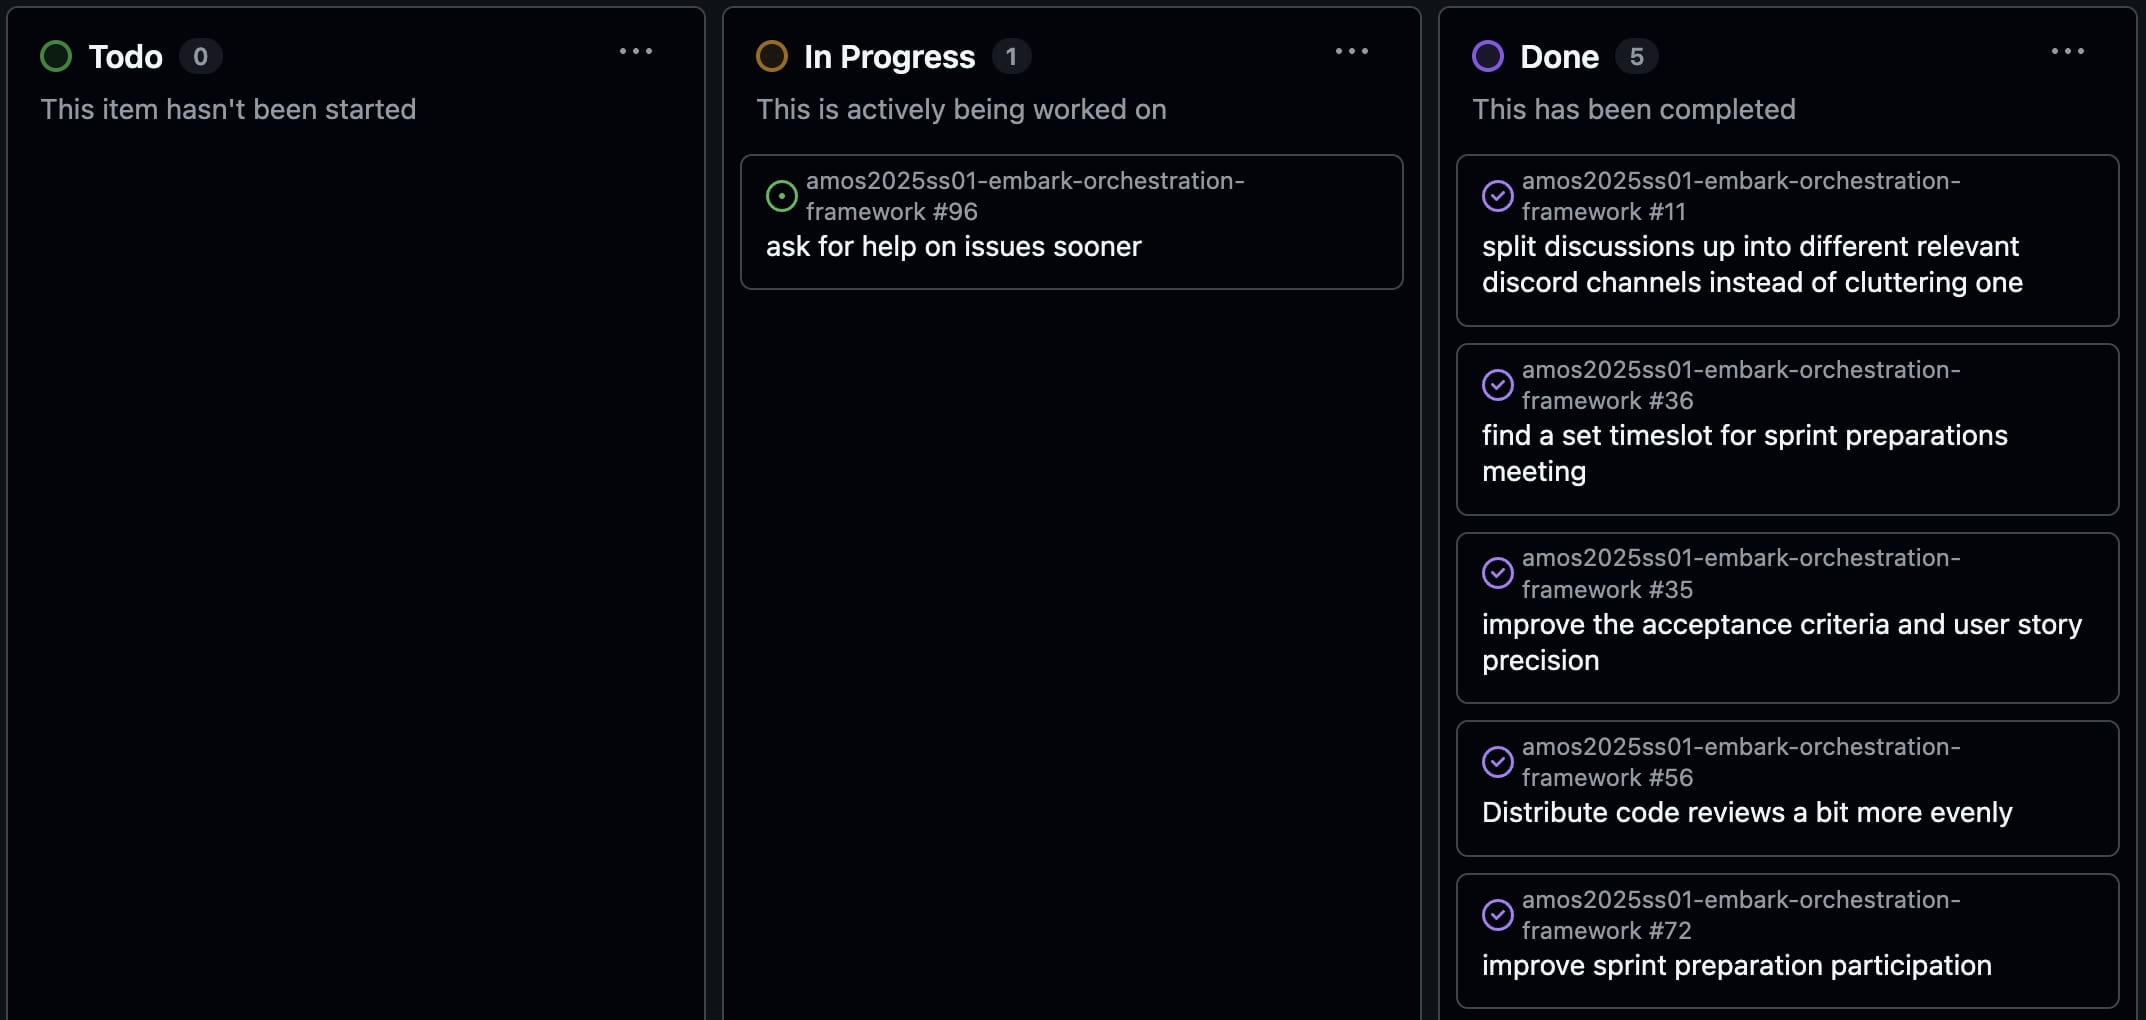 Todo 0
This item hasn't been started
In Progress 1
This is actively being worked on
amos2025ss01-embark-orchestration-
framework #96
ask for help on issues sooner
Done 5
This has been completed
amos2025ss01-embark-orchestration-
framework #11
split discussions up into different relevant
discord channels instead of cluttering one
amos2025ss01-embark-orchestration-
framework #36
find a set timeslot for sprint preparations
meeting
amos2025ss01-embark-orchestration-
framework #35
improve the acceptance criteria and user story
precision
amos2025ss01-embark-orchestration-
framework #56
Distribute code reviews a bit more evenly
amos2025ss01-embark-orchestration-
framework #72
improve sprint preparation participation